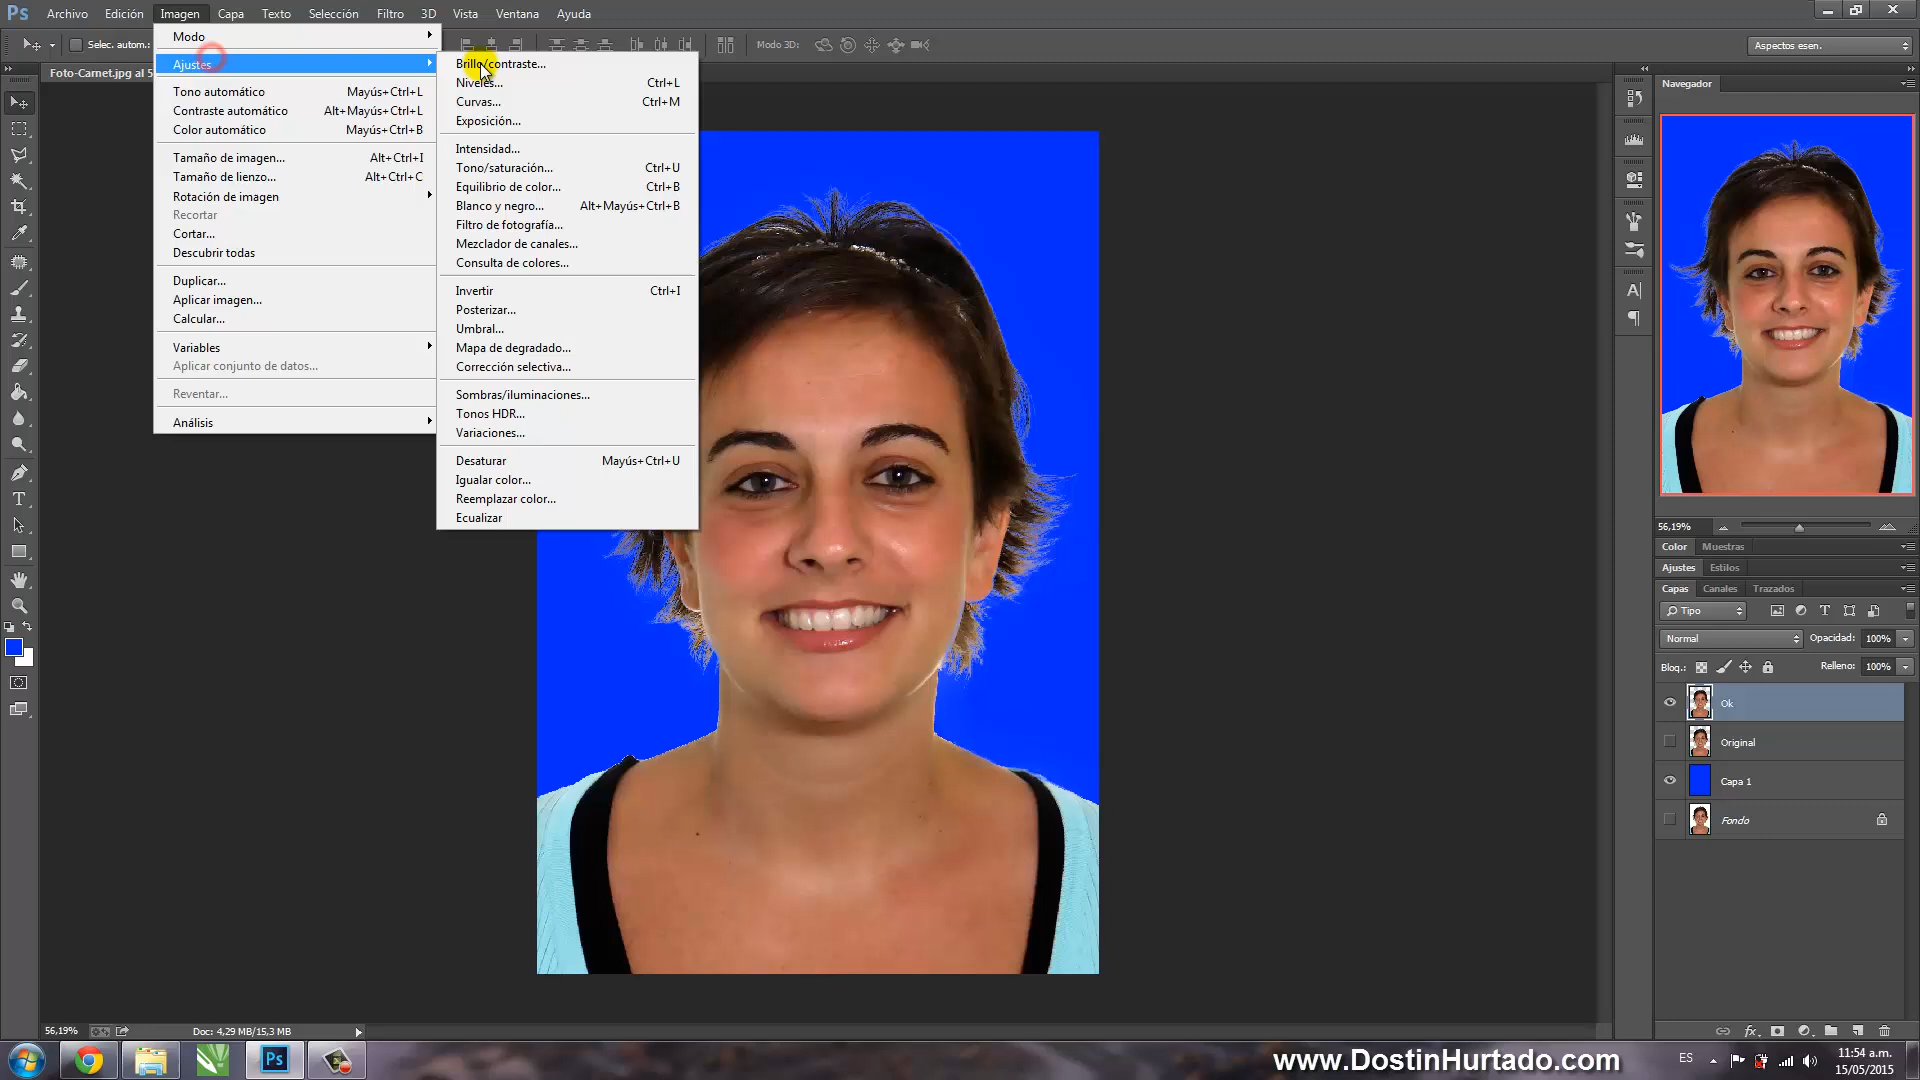 Ps Archivo Edición Imagen Capa Texto Selección Filtro 3D Vista Ventana Ayuda
Selec. autom.:
Modo 3D:
Aspectos esen.
Foto-Carnet.jpg al 5
Modo
Ajustes
Tono automático Mayús+Ctrl+L
Contraste automático Alt+Mayús+Ctrl+L
Color automático Mayús+Ctrl+B
Tamaño de imagen... Alt+Ctrl+I
Tamaño de lienzo... Alt+Ctrl+C
Rotación de imagen
Recortar
Cortar...
Descubrir todas
Duplicar...
Aplicar imagen...
Calcular...
Variables
Aplicar conjunto de datos...
Reventar...
Análisis
Brillo/contraste...
Niveles... Ctrl+L
Curvas... Ctrl+M
Exposición...
Intensidad...
Tono/saturación... Ctrl+U
Equilibrio de color... Ctrl+B
Blanco y negro... Alt+Mayús+Ctrl+B
Filtro de fotografía...
Mezclador de canales...
Consulta de colores...
Invertir Ctrl+I
Posterizar...
Umbral...
Mapa de degradado...
Corrección selectiva...
Sombras/iluminaciones...
Tonos HDR...
Variaciones...
Desaturar Mayús+Ctrl+U
Igualar color...
Reemplazar color...
Ecualizar
Navegador
56,19%
Color Muestras
Ajustes Estilos
Capas Canales Trazados
Tipo
Normal Opacidad: 100%
Bloq.: Relleno: 100%
Ok
Original
Capa 1
Fondo
56,19% Doc: 4,29 MB/15,3 MB
www.DostinHurtado.com
ES
11:54 a.m.
15/05/2015